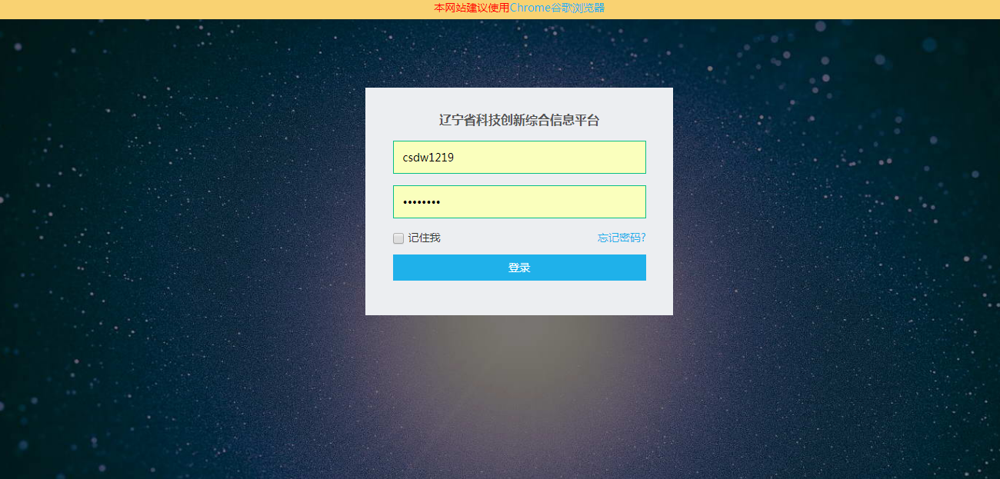 本网站建议使用Chrome谷歌浏览器
辽宁省科技创新综合信息平台
csdw1219
••••••••
记住我 忘记密码?
登录